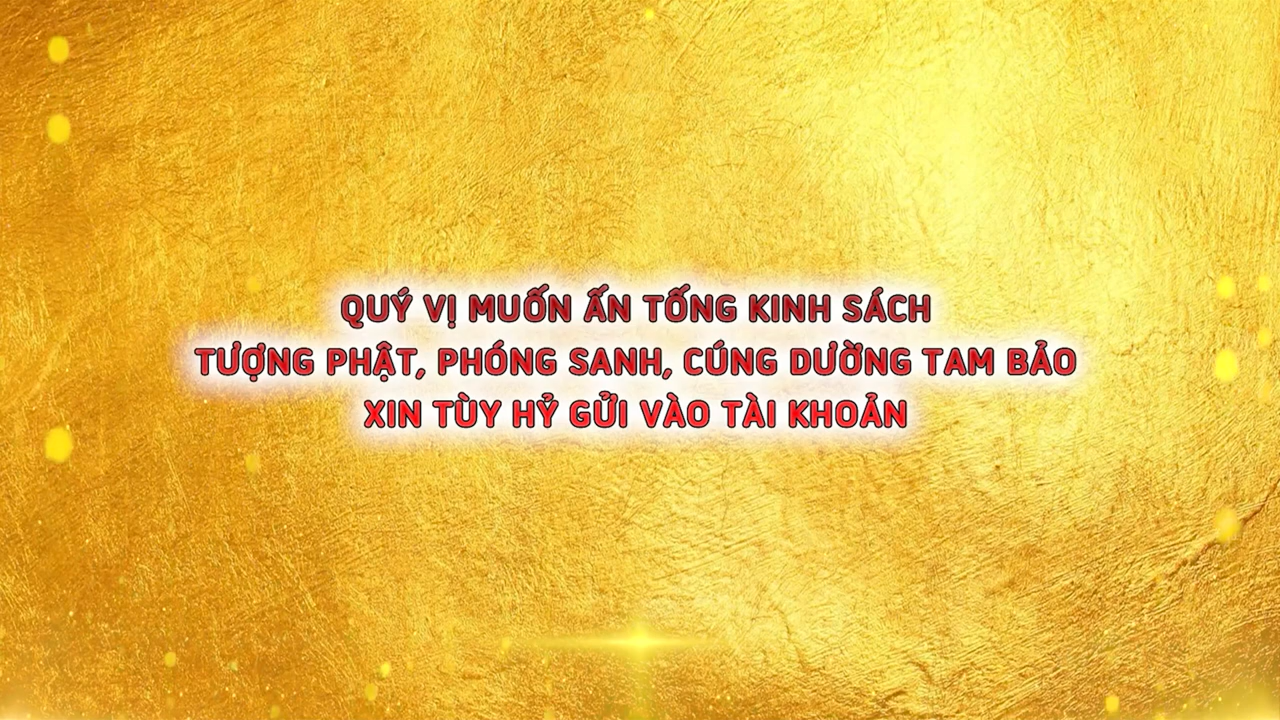 QUÝ VỊ MUỐN ẤN TỐNG KINH SÁCH
TƯỢNG PHẬT, PHÓNG SANH, CÚNG DƯỜNG TAM BẢO
XIN TÙY HỶ GỬI VÀO TÀI KHOẢN